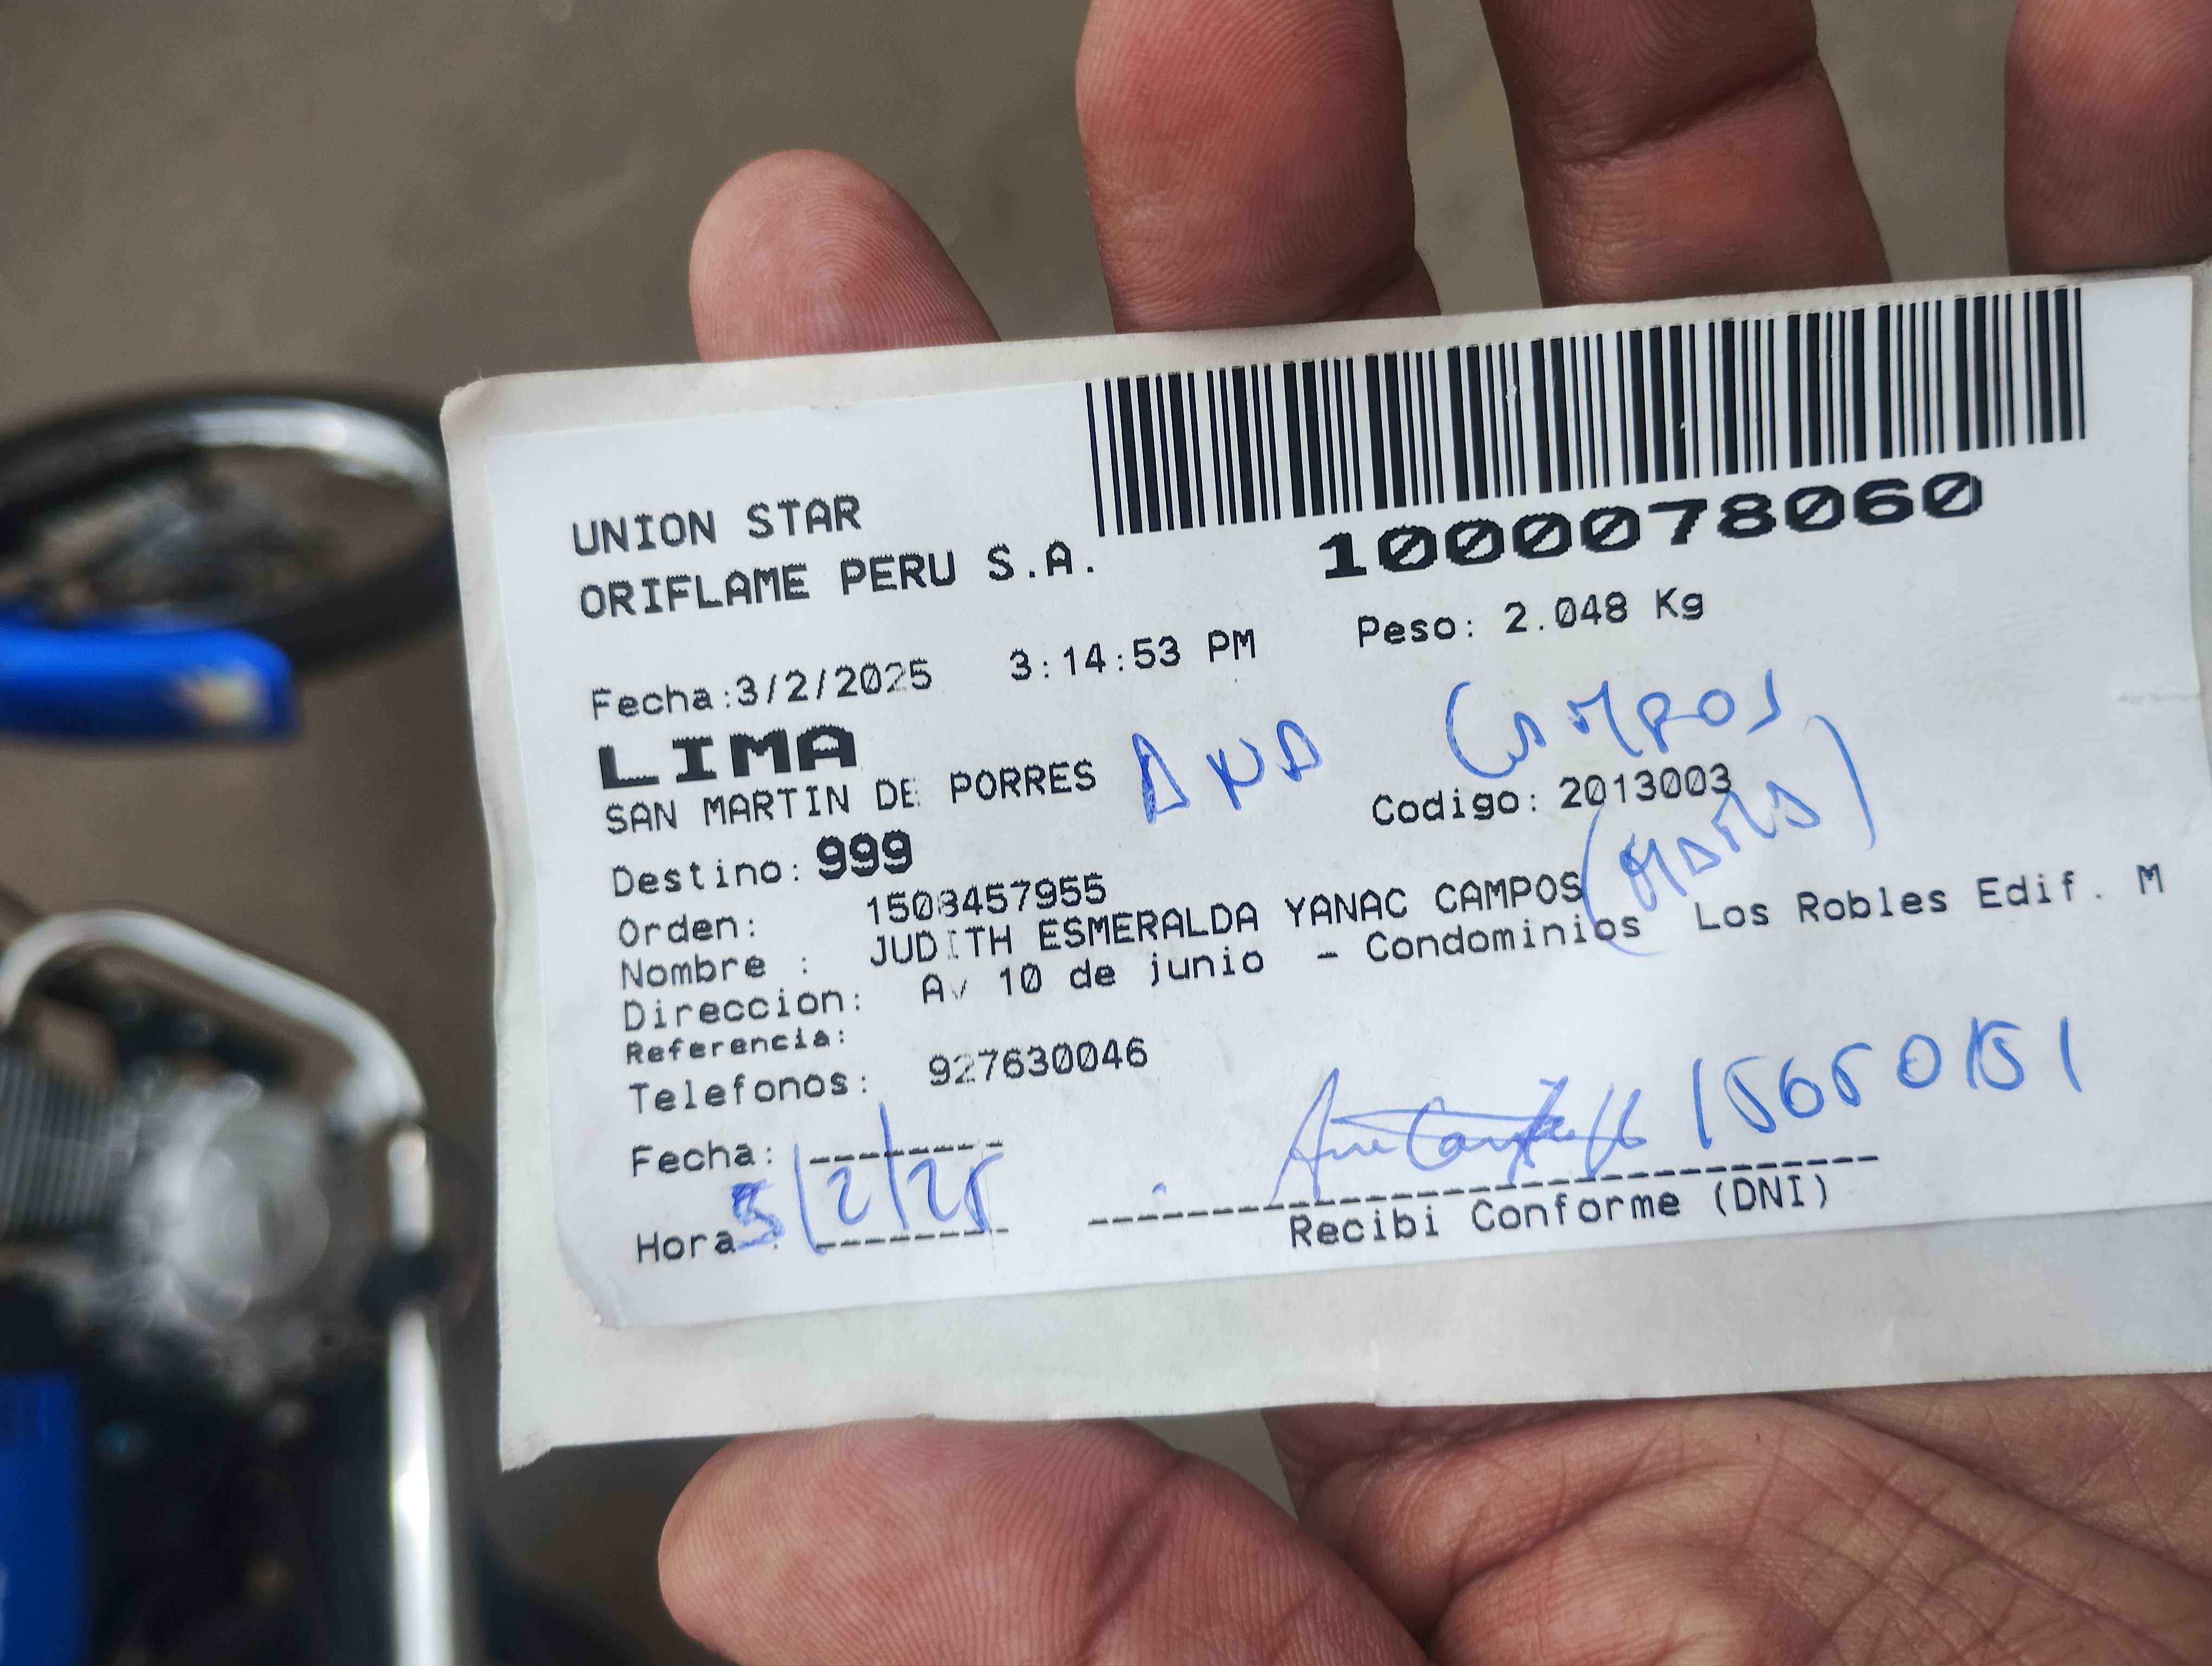 UNION STAR
ORIFLAME PERU S.A.
1000078060
Fecha:3/2/2025 3:14:53 PM Peso: 2.048 Kg
LIMA
SAN MARTIN DE PORRES ANA CAMPOS
Codigo: 2013003
(MAMA)
Destino: 999
Orden: 1503457955
Nombre : JUDITH ESMERALDA YANAC CAMPOS
Direccion: Av 10 de junio - Condominios Los Robles Edif. M
Referencia:
Telefonos: 927630046
Fecha:
5/2/25
Hora :
Recibi Conforme (DNI)